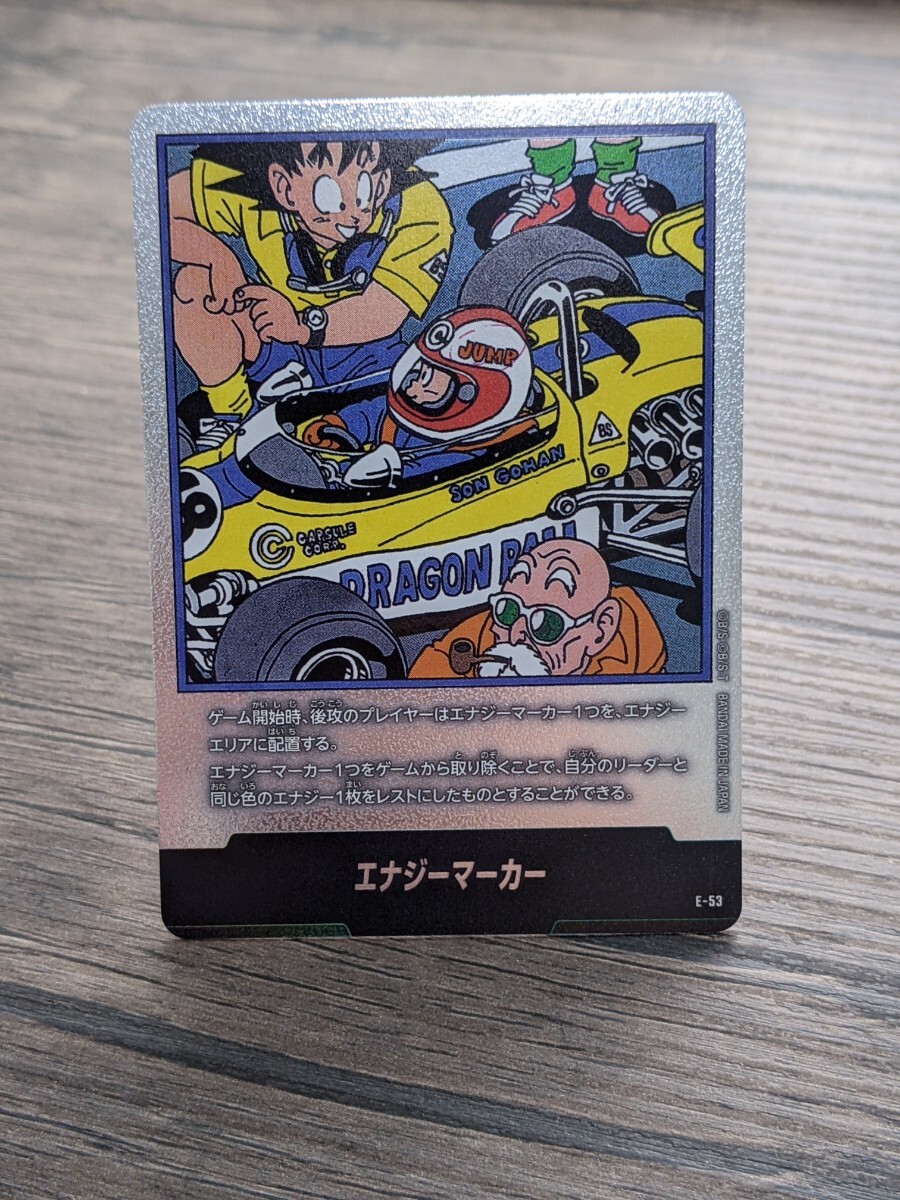 JUMP
BS
SON GOHAN
8
CAPSULE
CORP.
DRAGON BALL
ゲーム開始時、後攻のプレイヤーはエナジーマーカー1つを、エナジー
エリアに配置する。
エナジーマーカー1つをゲームから取り除くことで、自分のリーダーと
同じ色のエナジー1枚をレストにしたものとすることができる。
エナジーマーカー
E-53
©B/S ©B/S T BANDAI MADE IN JAPAN